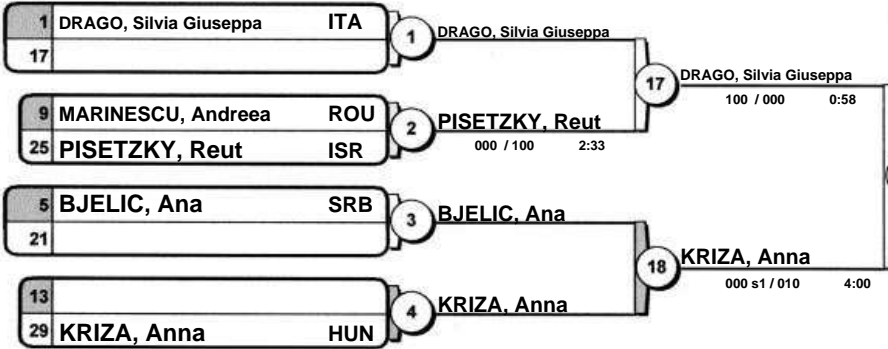 1 DRAGO, Silvia Giuseppa ITA
17
1 DRAGO, Silvia Giuseppa
9 MARINESCU, Andreea ROU
25 PISETZKY, Reut ISR
2 PISETZKY, Reut
000 / 100 2:33
17 DRAGO, Silvia Giuseppa
100 / 000 0:58
5 BJELIC, Ana SRB
21
3 BJELIC, Ana
13
29 KRIZA, Anna HUN
4 KRIZA, Anna
18 KRIZA, Anna
000 s1 / 010 4:00